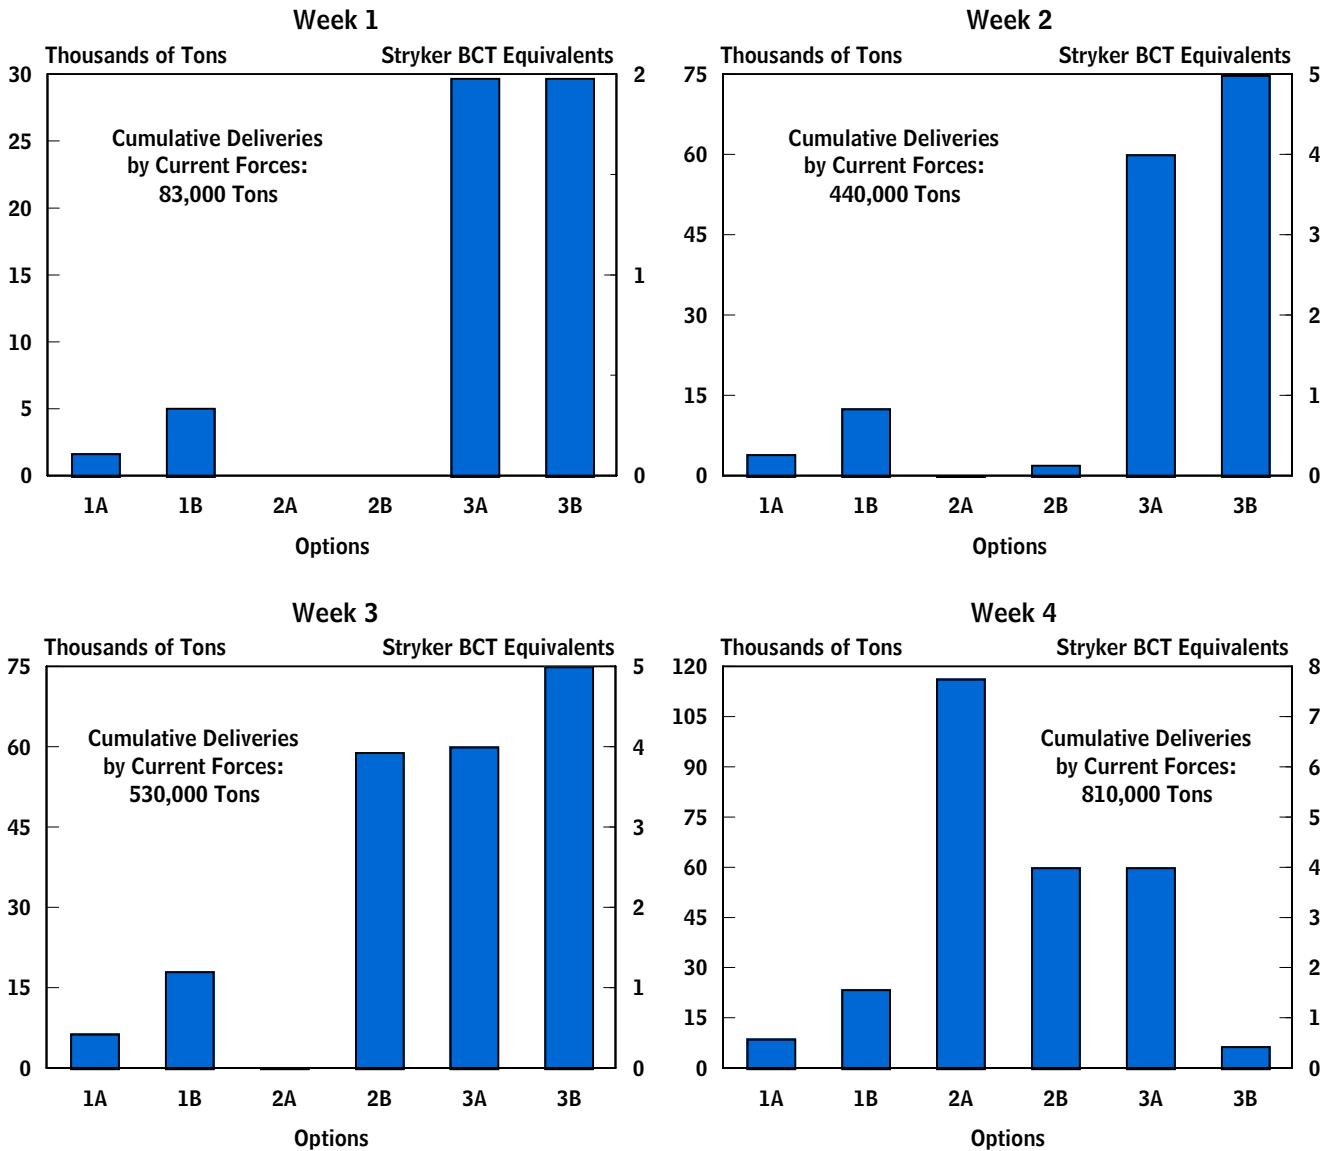 Week 1
Thousands of Tons Stryker BCT Equivalents
30 2
25
20
15 1
10
5
0 0
Cumulative Deliveries
by Current Forces:
83,000 Tons
1A 1B 2A 2B 3A 3B
Options
Week 2
Thousands of Tons Stryker BCT Equivalents
75 5
60 4
45 3
30 2
15 1
0 0
Cumulative Deliveries
by Current Forces:
440,000 Tons
1A 1B 2A 2B 3A 3B
Options
Week 3
Thousands of Tons Stryker BCT Equivalents
75 5
60 4
45 3
30 2
15 1
0 0
Cumulative Deliveries
by Current Forces:
530,000 Tons
1A 1B 2A 2B 3A 3B
Options
Week 4
Thousands of Tons Stryker BCT Equivalents
120 8
105 7
90 6
75 5
60 4
45 3
30 2
15 1
0 0
Cumulative Deliveries
by Current Forces:
810,000 Tons
1A 1B 2A 2B 3A 3B
Options